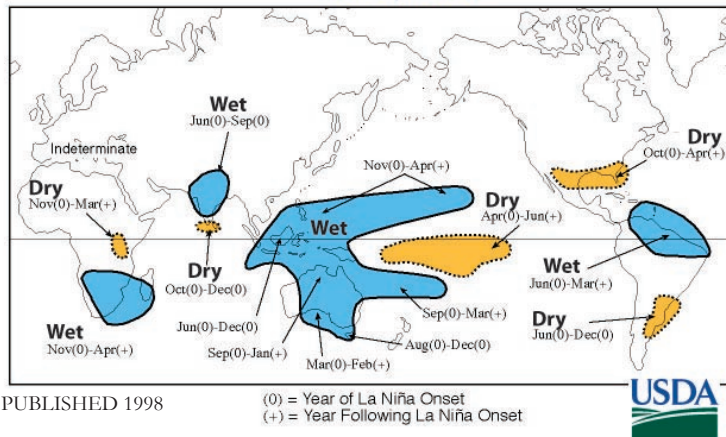 Wet
Jun(0)-Sep(0)
Indeterminate
Dry
Nov(0)-Mar(+)
Nov(0)-Apr(+)
Dry
Oct(0)-Apr(+)
Dry
Apr(0)-Jun(+)
Wet
Dry
Oct(0)-Dec(0)
Wet
Jun(0)-Mar(+)
Jun(0)-Dec(0)
Sep(0)-Mar(+)
Dry
Jun(0)-Dec(0)
Wet
Nov(0)-Apr(+)
Sep(0)-Jan(+)
Aug(0)-Dec(0)
Mar(0)-Feb(+)
PUBLISHED 1998
(0) = Year of La Niña Onset
(+) = Year Following La Niña Onset
USDA